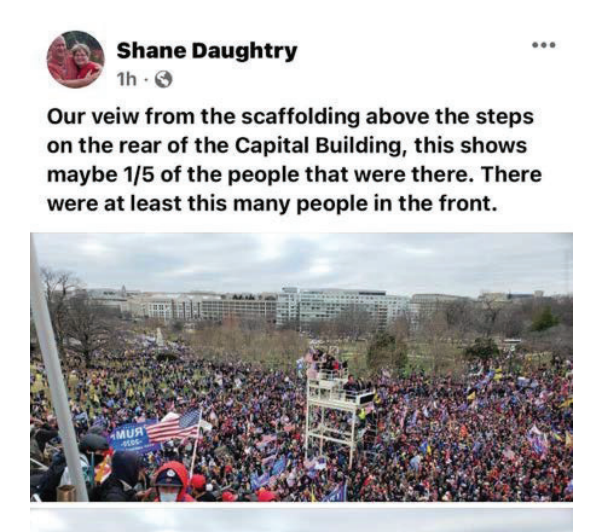 Shane Daughtry
1h ·
Our veiw from the scaffolding above the steps
on the rear of the Capital Building, this shows
maybe 1/5 of the people that were there. There
were at least this many people in the front.